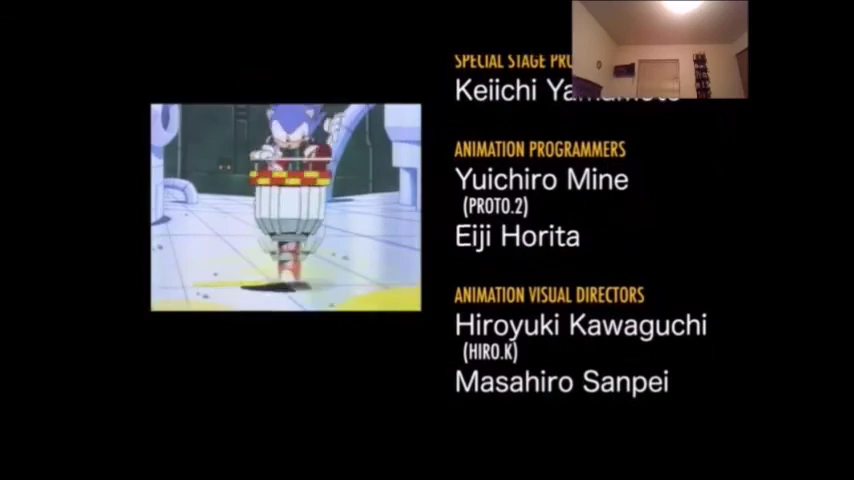 SPECIAL STAGE
Keiichi
ANIMATION PROGRAMMERS
Yuichiro Mine
(PROTO.2)
Eiji Horita
ANIMATION VISUAL DIRECTORS
Hiroyuki Kawaguchi
(HIRO.K)
Masahiro Sanpei